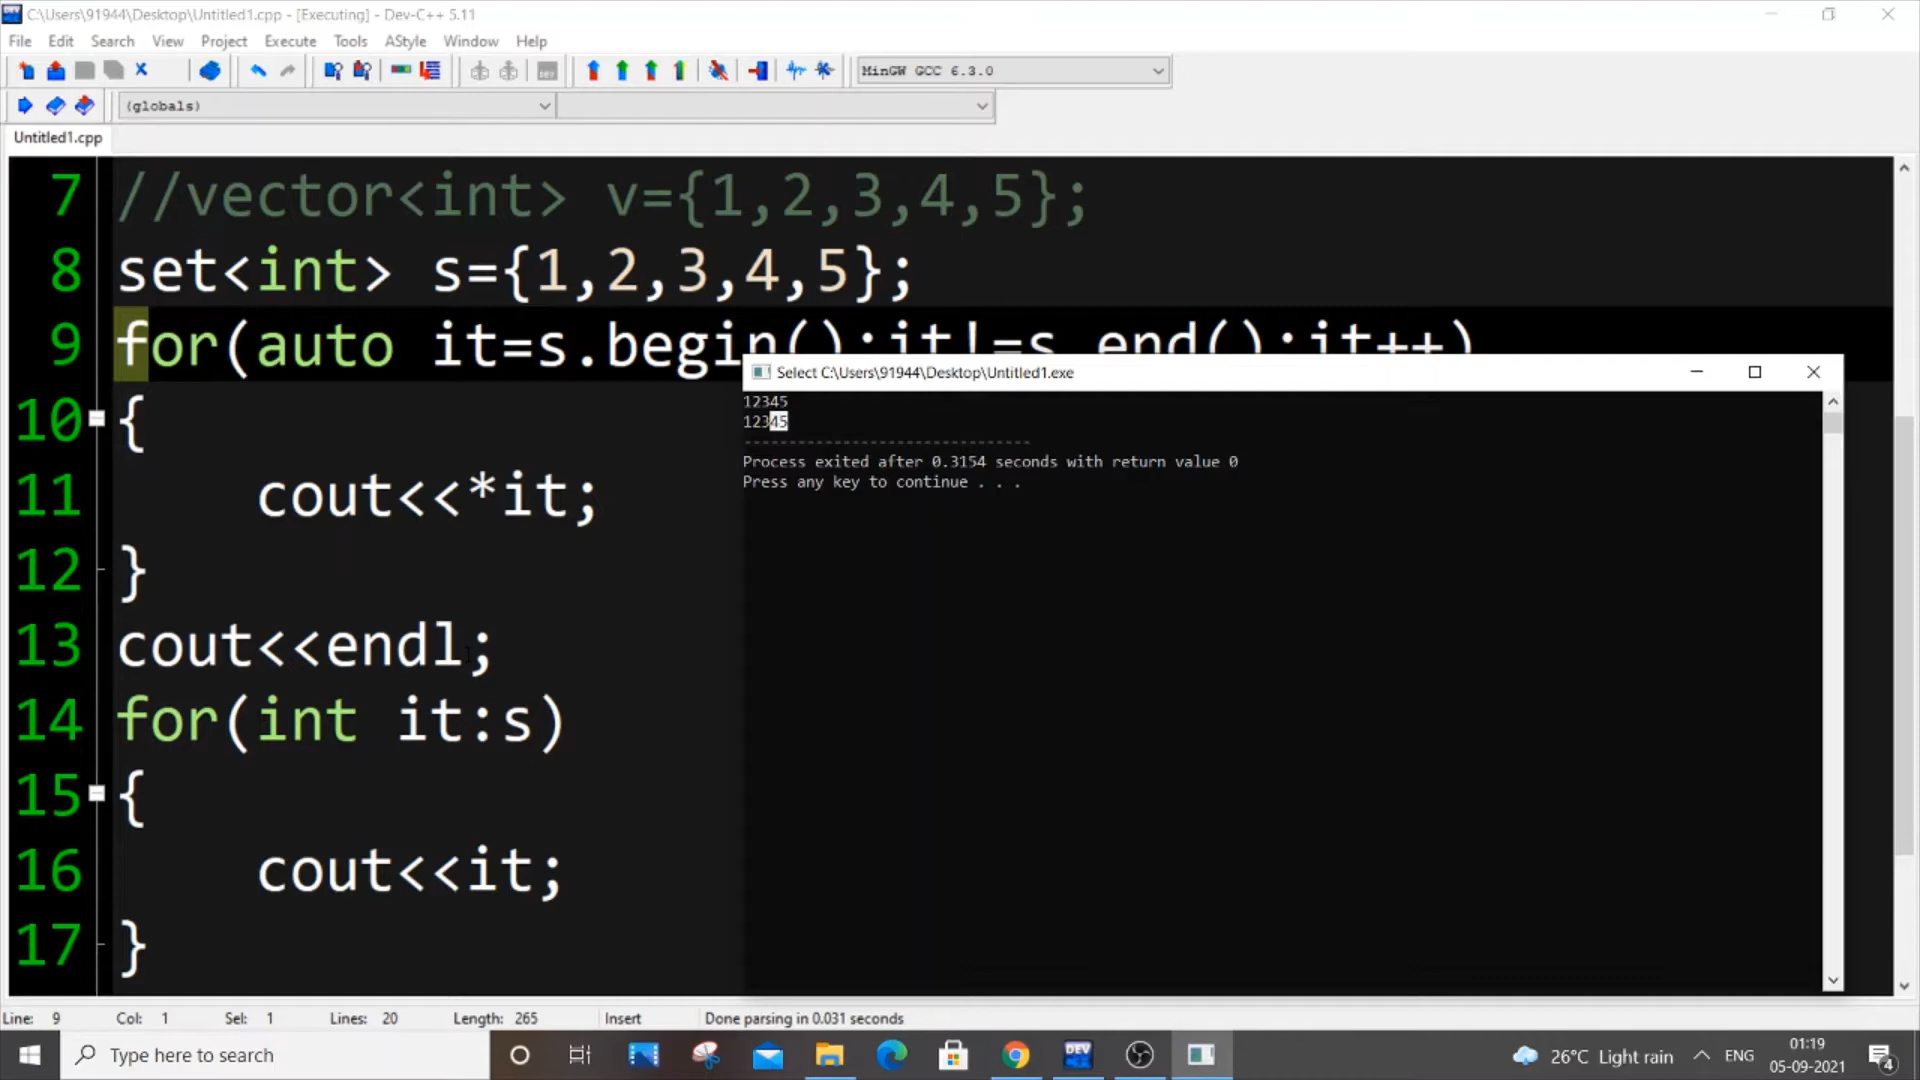 C:\Users\91944\Desktop\Untitled1.cpp - [Executing] - Dev-C++ 5.11
File Edit Search View Project Execute Tools AStyle Window Help
MinGW GCC 6.3.0
(globals)
Untitled1.cpp
7 //vector<int> v={1,2,3,4,5};
8 set<int> s={1,2,3,4,5};
9 for(auto it=s.begin();it!=s.end();it++)
10 {
11 cout<<*it;
12 }
13 cout<<endl;
14 for(int it:s)
15 {
16 cout<<it;
17 }
Select C:\Users\91944\Desktop\Untitled1.exe
12345
12345
--------------------------------
Process exited after 0.3154 seconds with return value 0
Press any key to continue . . .
Line: 9 Col: 1 Sel: 1 Lines: 20 Length: 265 Insert Done parsing in 0.031 seconds
Type here to search
DEV
26°C Light rain
ENG
01:19
05-09-2021
4